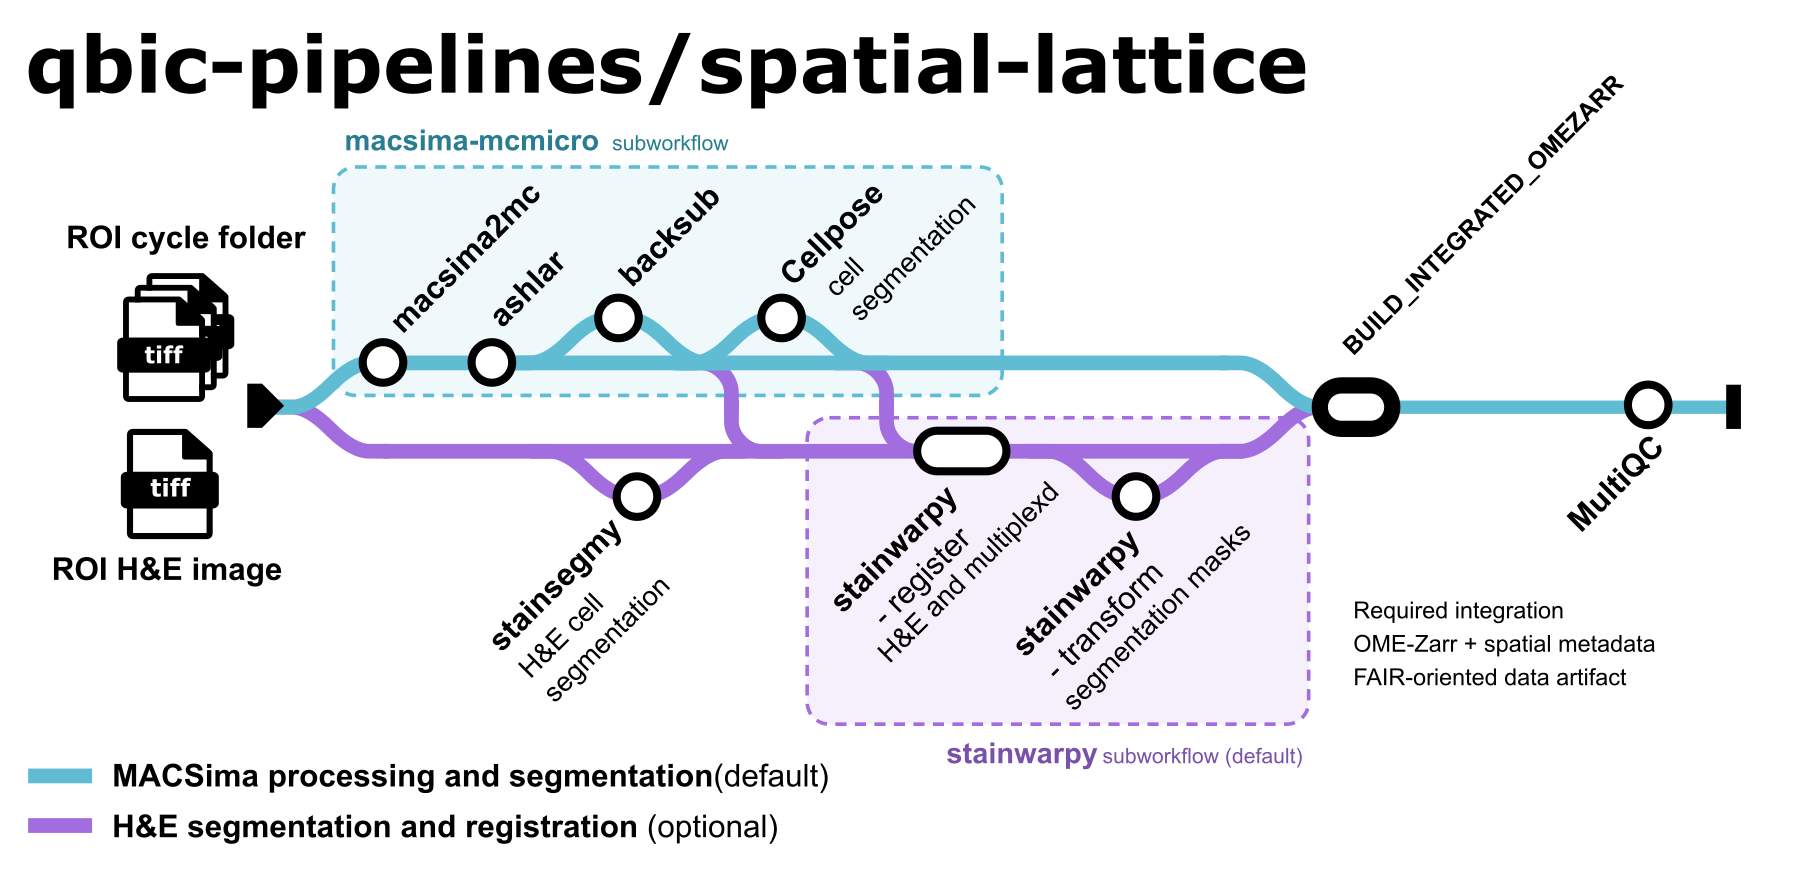 qbic-pipelines/spatial-lattice
macsima-mcmicro subworkflow
ROI cycle folder
tiff
tiff
ROI H&E image
macsima2mc
ashlar
backsub
Cellpose
cell
segmentation
BUILD_INTEGRATED_OMEZARR
stainsegmy
H&E cell
segmentation
stainwarpy
- register
H&E and multiplexd
stainwarpy
- transform
segmentation masks
MultiQC
Required integration
OME-Zarr + spatial metadata
FAIR-oriented data artifact
stainwarpy subworkflow (default)
MACSima processing and segmentation(default)
H&E segmentation and registration (optional)